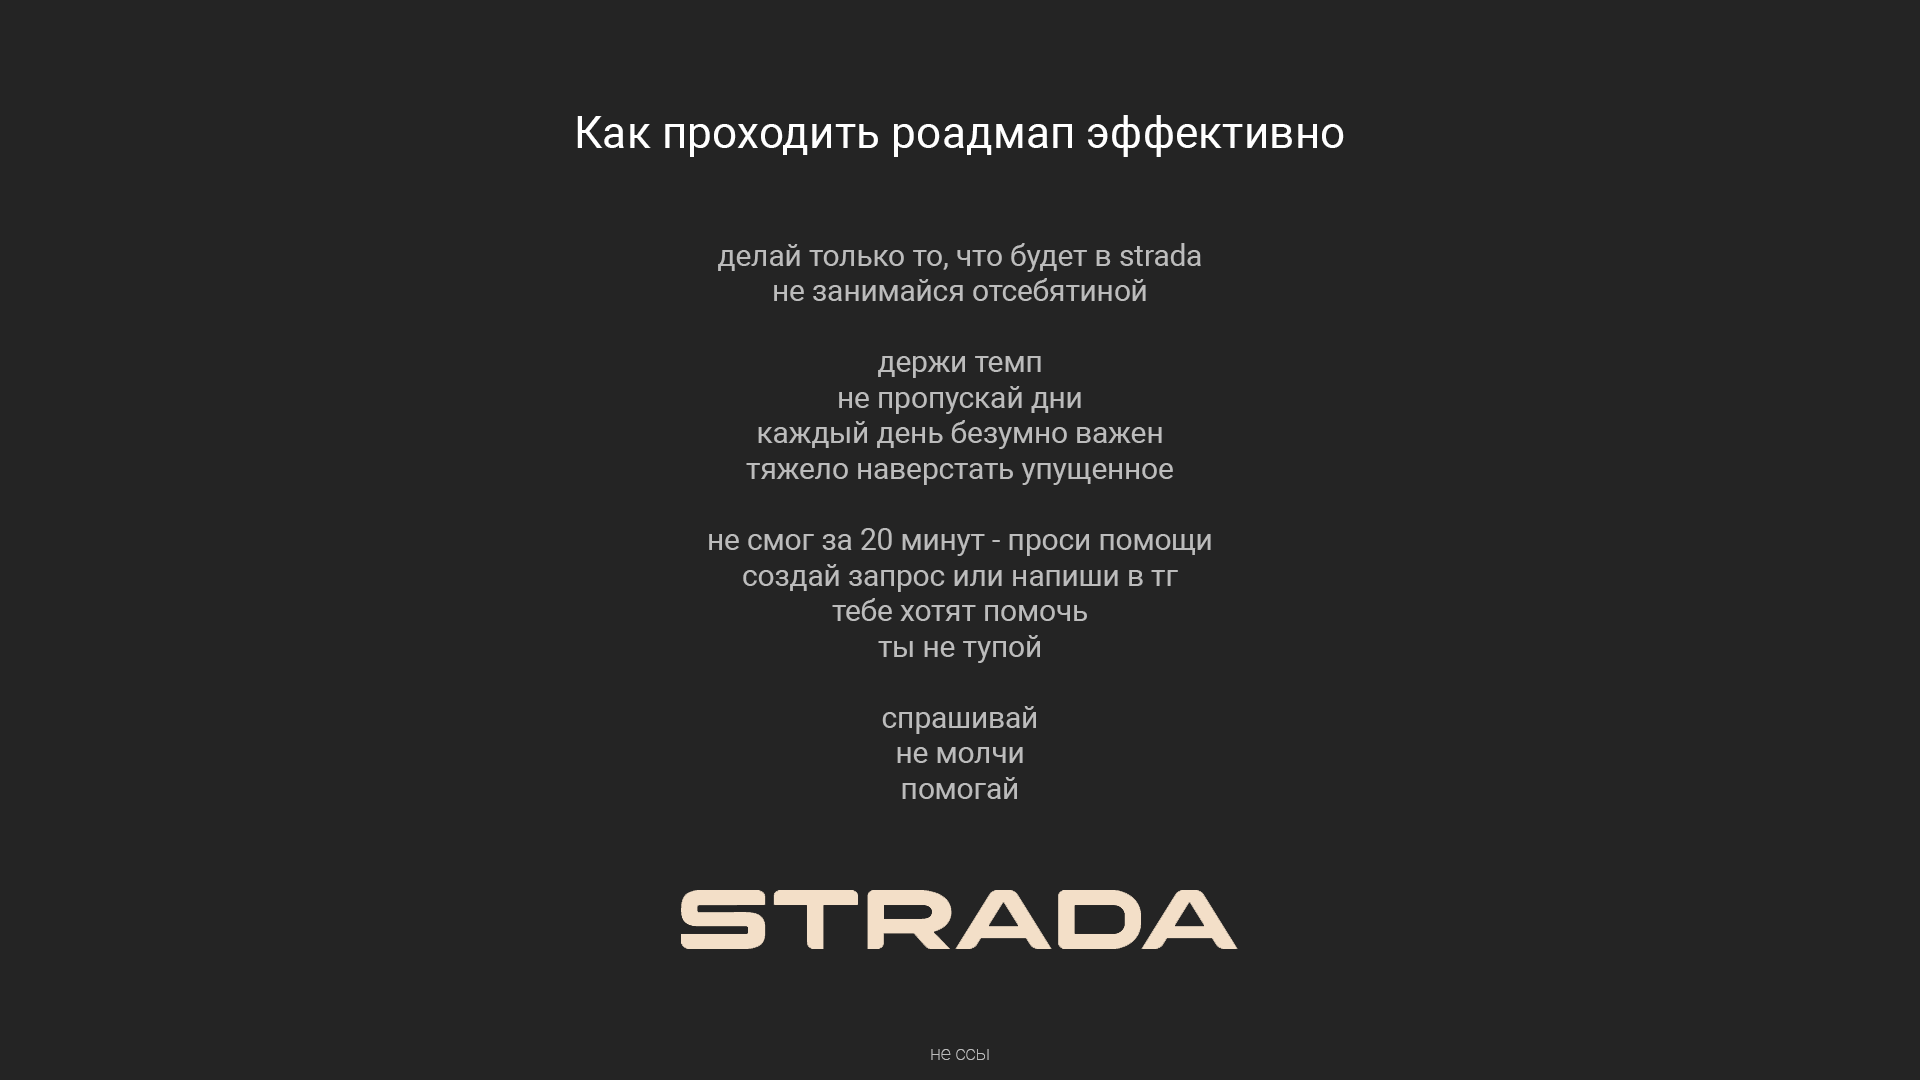 Как проходить роадмап эффективно
делай только то, что будет в strada
не занимайся отсебятиной
держи темп
не пропускай дни
каждый день безумно важен
тяжело наверстать упущенное
не смог за 20 минут - проси помощи
создай запрос или напиши в тг
тебе хотят помочь
ты не тупой
спрашивай
не молчи
помогай
STRADA
не ссы